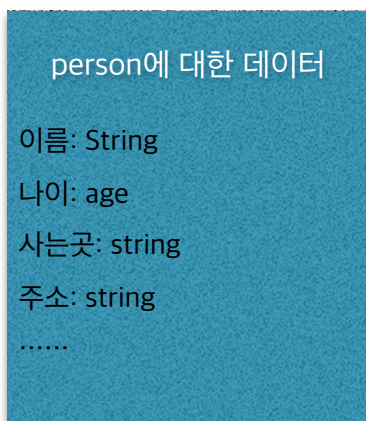 person에 대한 데이터
이름: String
나이: age
사는곳: string
주소: string
......